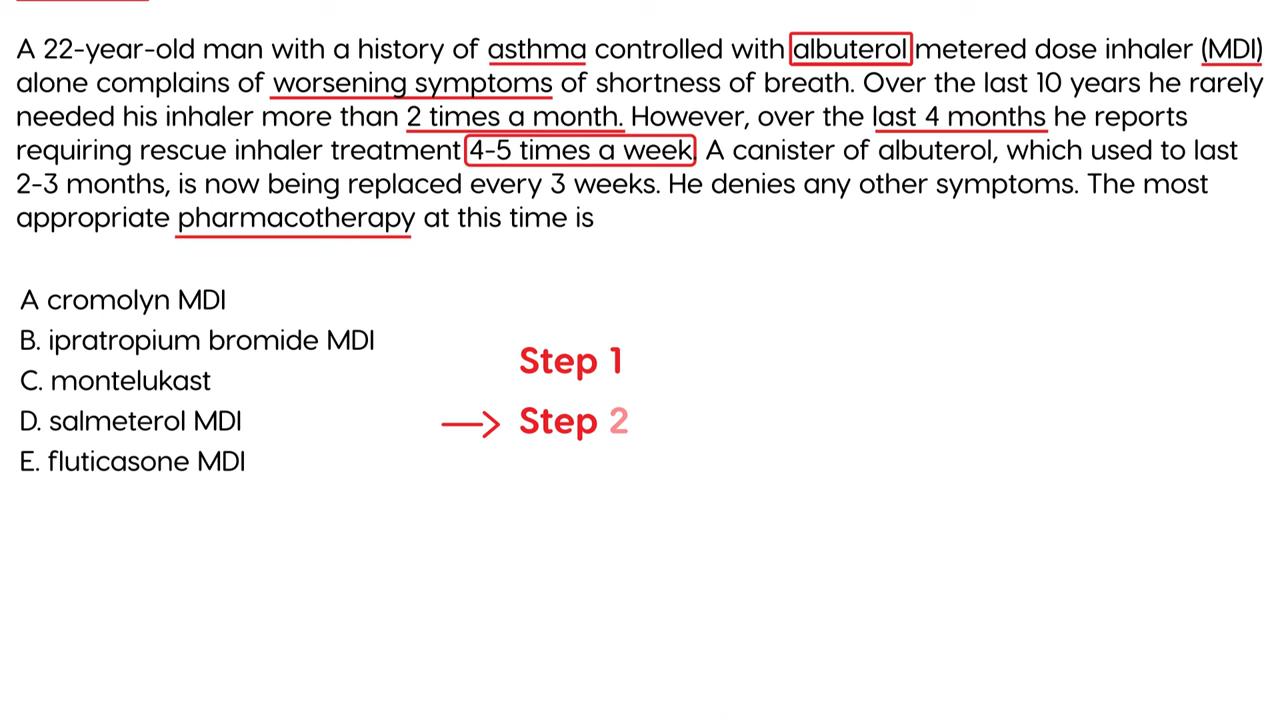 A 22-year-old man with a history of asthma controlled with albuterol metered dose inhaler (MDI)
alone complains of worsening symptoms of shortness of breath. Over the last 10 years he rarely
needed his inhaler more than 2 times a month. However, over the last 4 months he reports
requiring rescue inhaler treatment 4-5 times a week. A canister of albuterol, which used to last
2-3 months, is now being replaced every 3 weeks. He denies any other symptoms. The most
appropriate pharmacotherapy at this time is
A cromolyn MDI
B. ipratropium bromide MDI
C. montelukast
D. salmeterol MDI
E. fluticasone MDI
Step 1
Step 2